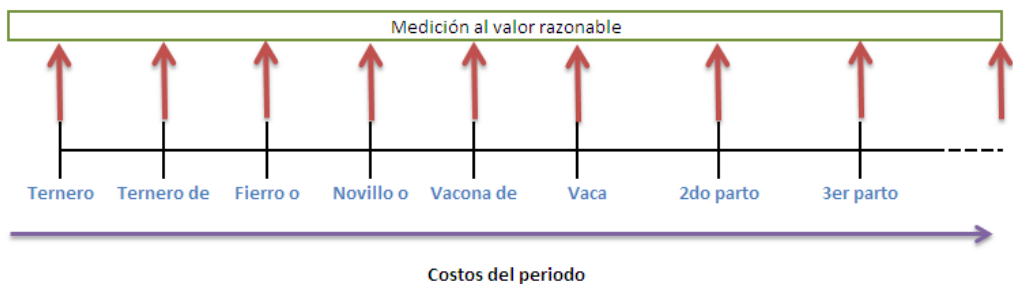 Medición al valor razonable
Ternero
Ternero de
Fierro o
Novillo o
Vacona de
Vaca
2do parto
3er parto
Costos del periodo